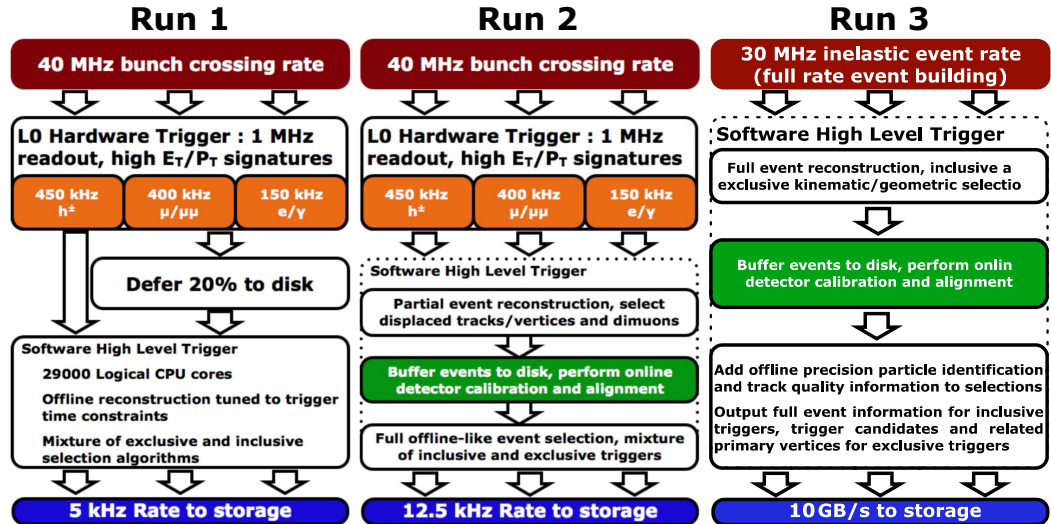 Run 1
40 MHz bunch crossing rate
L0 Hardware Trigger : 1 MHz
readout, high E_T/P_T signatures
450 kHz
h±
400 kHz
μ/μμ
150 kHz
e/γ
Defer 20% to disk
Software High Level Trigger
29000 Logical CPU cores
Offline reconstruction tuned to trigger
time constraints
Mixture of exclusive and inclusive
selection algorithms
5 kHz Rate to storage
Run 2
40 MHz bunch crossing rate
L0 Hardware Trigger : 1 MHz
readout, high E_T/P_T signatures
450 kHz
h±
400 kHz
μ/μμ
150 kHz
e/γ
Software High Level Trigger
Partial event reconstruction, select
displaced tracks/vertices and dimuons
Buffer events to disk, perform online
detector calibration and alignment
Full offline-like event selection, mixture
of inclusive and exclusive triggers
12.5 kHz Rate to storage
Run 3
30 MHz inelastic event rate
(full rate event building)
Software High Level Trigger
Full event reconstruction, inclusive a
exclusive kinematic/geometric selectio
Buffer events to disk, perform onlin
detector calibration and alignment
Add offline precision particle identification
and track quality information to selections
Output full event information for inclusive
triggers, trigger candidates and related
primary vertices for exclusive triggers
10 GB/s to storage